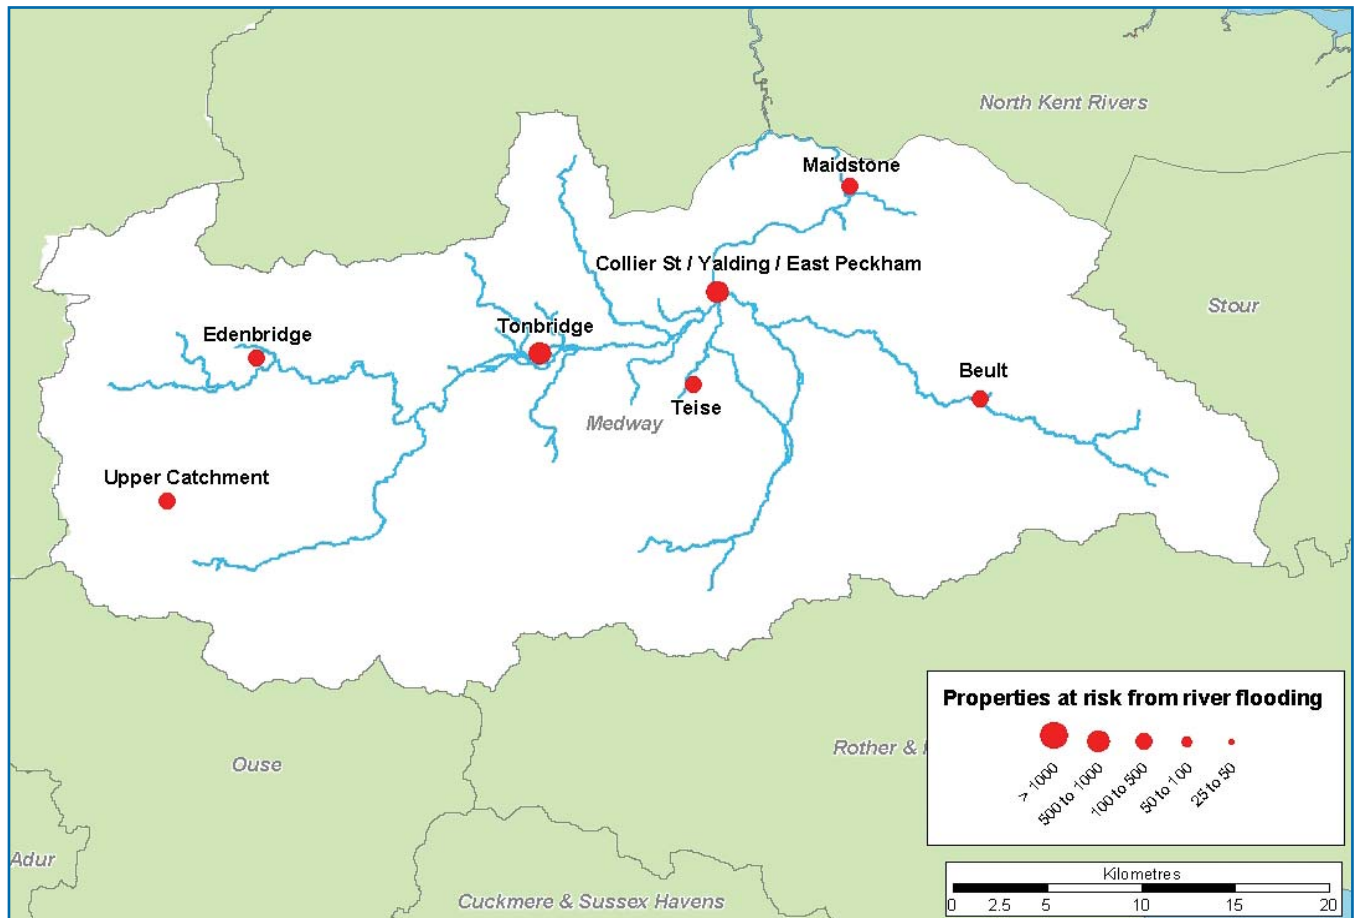 North Kent Rivers
Maidstone
Collier St / Yalding / East Peckham
Stour
Tonbridge
Edenbridge
Beult
Teise
Medway
Upper Catchment
Properties at risk from river flooding
> 1000
500 to 1000
100 to 500
50 to 100
25 to 50
Rother &
Ouse
Adur
Cuckmere & Sussex Havens
Kilometres
0 2.5 5 10 15 20